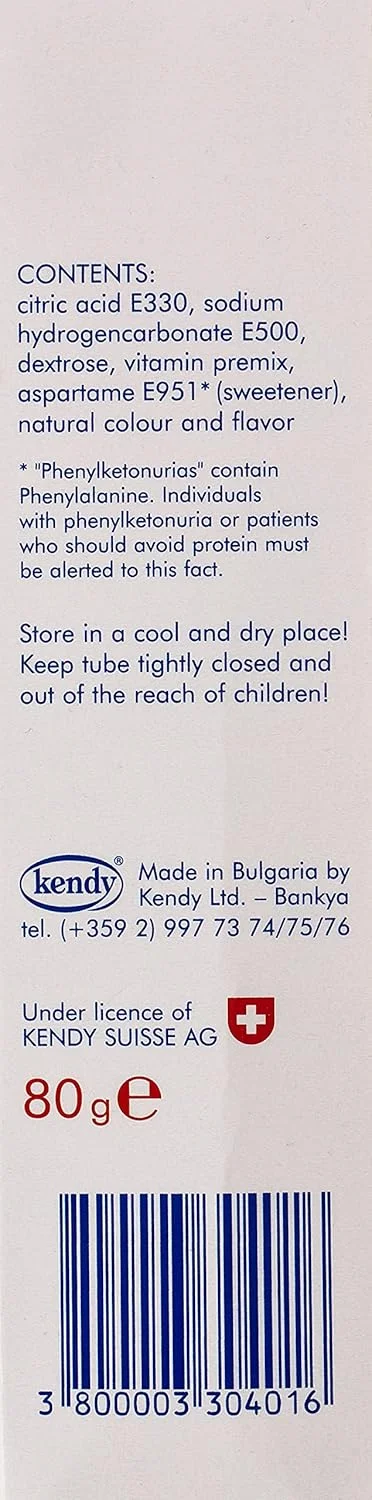 CONTENTS:
citric acid E330, sodium
hydrogencarbonate E500,
dextrose, vitamin premix,
aspartame E951* (sweetener),
natural colour and flavor
* "Phenylketonurias" contain
Phenylalanine. Individuals
with phenylketonuria or patients
who should avoid protein must
be alerted to this fact.
Store in a cool and dry place!
Keep tube tightly closed and
out of the reach of children!
kendy® Made in Bulgaria by
Kendy Ltd. – Bankya
tel. (+359 2) 997 73 74/75/76
Under licence of
KENDY SUISSE AG
80 g ℮
3 800003 304016